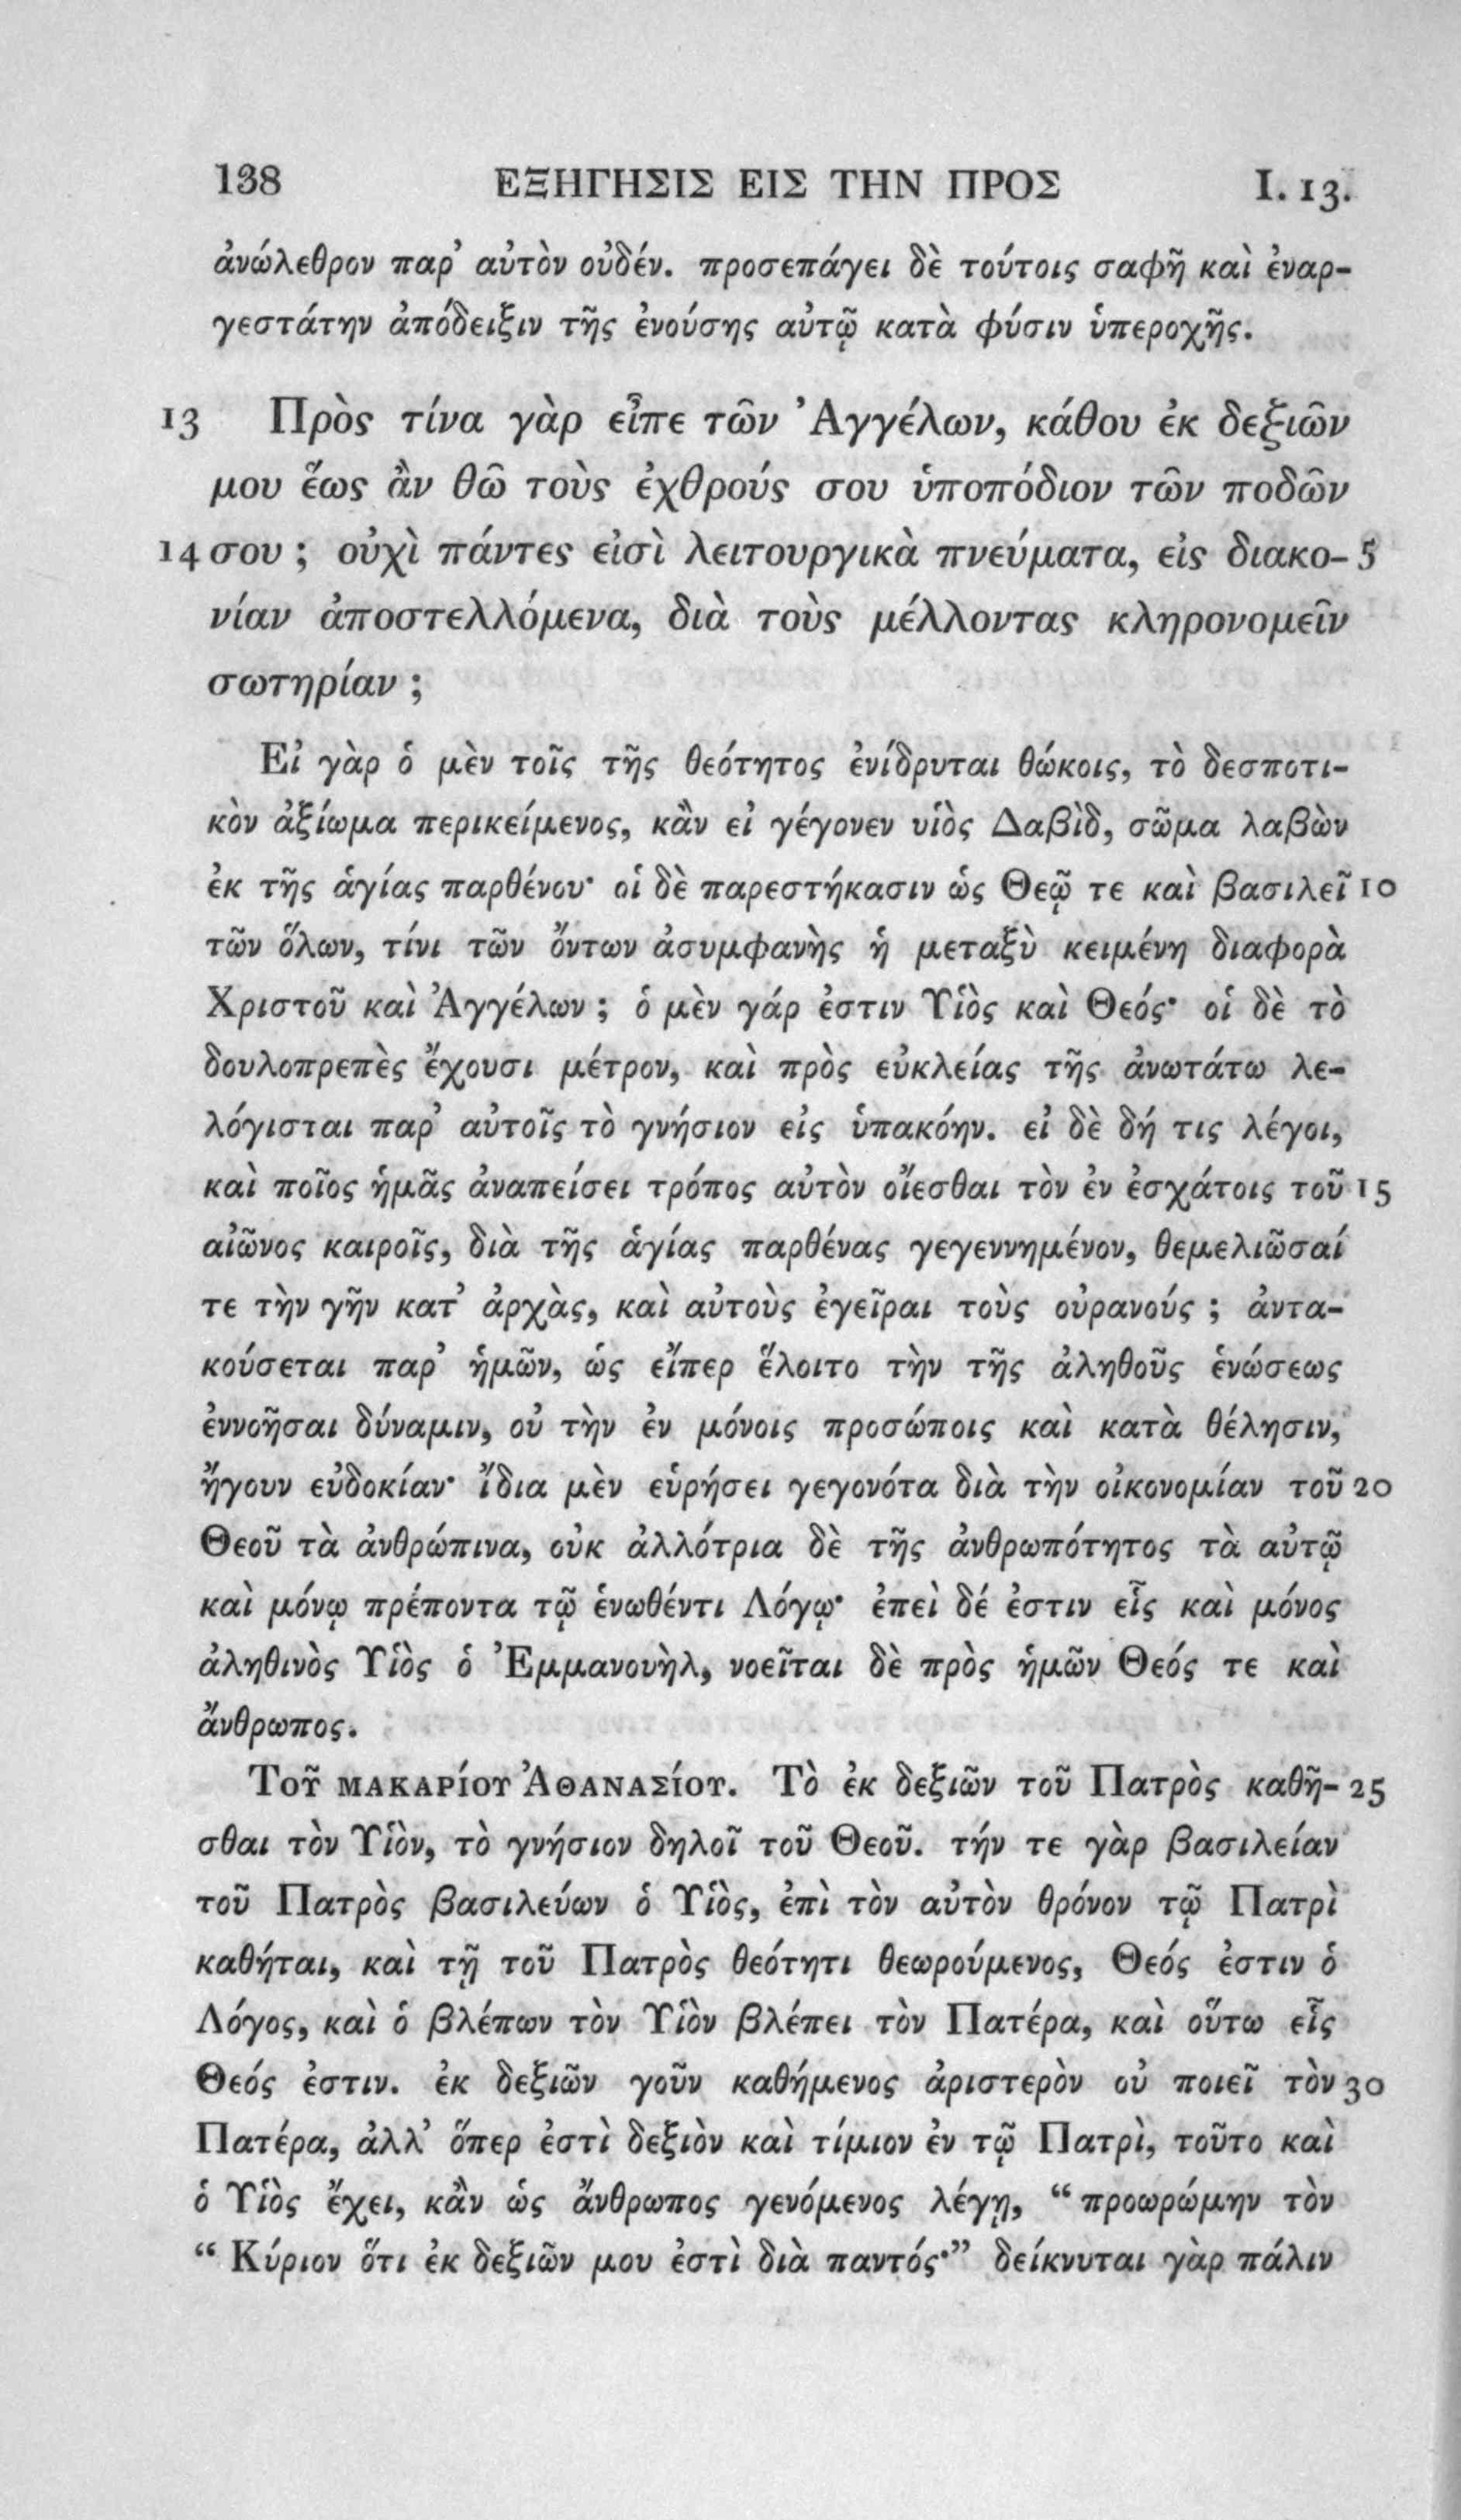 138 ΕΞΗΓΗΣΙΣ ΕΙΣ ΤΗΝ ΠΡΟΣ I. 13.
ἀνώλεθρον παρ’ αὐτὸν οὐδέν. προσεπάγει δὲ τούτοις σαφῆ καὶ ἐναρ-
γεστάτην ἀπόδειξιν τῆς ἐνούσης αὐτῷ κατὰ φύσιν ὑπεροχῆς.
13 Πρὸς τίνα γὰρ εἶπε τῶν Ἀγγέλων, κάθου ἐκ δεξιῶν
μου ἕως ἂν θῶ τοὺς ἐχθρούς σου ὑποπόδιον τῶν ποδῶν
14 σου ; οὐχὶ πάντες εἰσὶ λειτουργικὰ πνεύματα, εἰς διακο- 5
νίαν ἀποστελλόμενα, διὰ τοὺς μέλλοντας κληρονομεῖν
σωτηρίαν ;
Εἰ γὰρ ὁ μὲν τοῖς τῆς θεότητος ἐνίδρυται θώκοις, τὸ δεσποτι-
κὸν ἀξίωμα περικείμενος, κἂν εἰ γέγονεν υἱὸς Δαβὶδ, σῶμα λαβὼν
ἐκ τῆς ἁγίας παρθένου· οἱ δὲ παρεστήκασιν ὡς Θεῷ τε καὶ βασιλεῖ 10
τῶν ὅλων, τίνι τῶν ὄντων ἀσυμφανὴς ἡ μεταξὺ κειμένη διαφορὰ
Χριστοῦ καὶ Ἀγγέλων ; ὁ μὲν γάρ ἐστιν Υἱὸς καὶ Θεός· οἱ δὲ τὸ
δουλοπρεπὲς ἔχουσι μέτρον, καὶ πρὸς εὐκλείας τῆς ἀνωτάτω λε-
λόγισται παρ’ αὐτοῖς τὸ γνήσιον εἰς ὑπακόην. εἰ δὲ δή τις λέγοι,
καὶ ποῖος ἡμᾶς ἀναπείσει τρόπος αὐτὸν οἴεσθαι τὸν ἐν ἐσχάτοις τοῦ 15
αἰῶνος καιροῖς, διὰ τῆς ἁγίας παρθένας γεγεννημένον, θεμελιῶσαί
τε τὴν γῆν κατ’ ἀρχὰς, καὶ αὐτοὺς ἐγεῖραι τοὺς οὐρανούς ; ἀντα-
κούσεται παρ’ ἡμῶν, ὡς εἴπερ ἕλοιτο τὴν τῆς ἀληθοῦς ἑνώσεως
ἐννοῆσαι δύναμιν, οὐ τὴν ἐν μόνοις προσώποις καὶ κατὰ θέλησιν,
ἤγουν εὐδοκίαν· ἴδια μὲν εὑρήσει γεγονότα διὰ τὴν οἰκονομίαν τοῦ 20
Θεοῦ τὰ ἀνθρώπινα, οὐκ ἀλλότρια δὲ τῆς ἀνθρωπότητος τὰ αὐτῷ
καὶ μόνῳ πρέποντα τῷ ἑνωθέντι Λόγῳ· ἐπεὶ δέ ἐστιν εἷς καὶ μόνος
ἀληθινὸς Υἱὸς ὁ Ἐμμανουὴλ, νοεῖται δὲ πρὸς ἡμῶν Θεός τε καὶ
ἄνθρωπος.
ΤΟῦ ΜΑΚΑΡίΟΥ ἈΘΑΝΑΣίΟΥ. Τὸ ἐκ δεξιῶν τοῦ Πατρὸς καθῆ- 25
σθαι τὸν Υἱὸν, τὸ γνήσιον δηλοῖ τοῦ Θεοῦ. τήν τε γὰρ βασιλείαν
τοῦ Πατρὸς βασιλεύων ὁ Υἱὸς, ἐπὶ τὸν αὐτὸν θρόνον τῷ Πατρὶ
καθήται, καὶ τῇ τοῦ Πατρὸς θεότητι θεωρούμενος, Θεός ἐστιν ὁ
Λόγος, καὶ ὁ βλέπων τὸν Υἱὸν βλέπει τὸν Πατέρα, καὶ οὕτω εἷς
Θεός ἐστιν. ἐκ δεξιῶν γοῦν καθήμενος ἀριστερὸν οὐ ποιεῖ τὸν 30
Πατέρα, ἀλλ’ ὅπερ ἐστὶ δεξιὸν καὶ τίμιον ἐν τῷ Πατρὶ, τοῦτο καὶ
ὁ Υἱὸς ἔχει, κἂν ὡς ἄνθρωπος γενόμενος λέγῃ, “ προωρώμην τὸν
“ Κύριον ὅτι ἐκ δεξιῶν μου ἐστὶ διὰ παντός·” δείκνυται γὰρ πάλιν